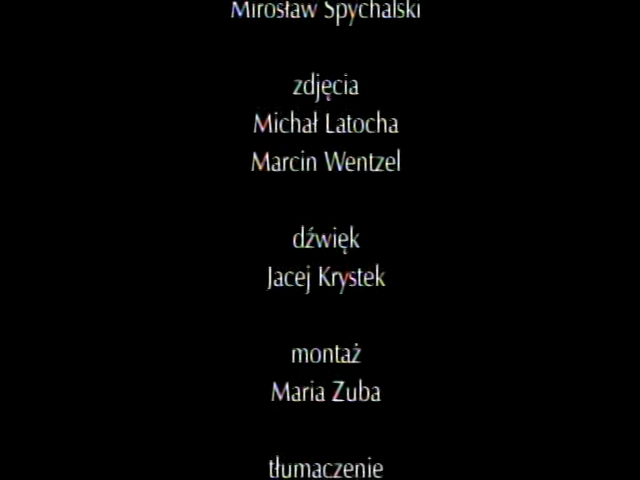 Mirosław Spychalski
zdjęcia
Michał Latocha
Marcin Wentzel
dźwięk
Jacej Krystek
montaż
Maria Zuba
tłumaczenie